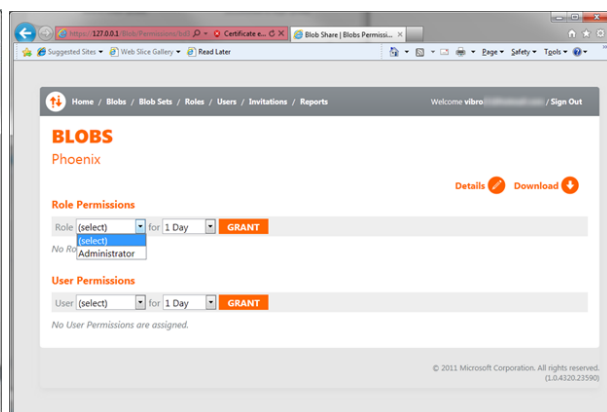 https://127.0.0.1/Blob/Permissions/
Certificate e...
Blob Share | Blobs Permissi...
Suggested Sites
Web Slice Gallery
Read Later
Page
Safety
Tools
Home / Blobs / Blob Sets / Roles / Users / Invitations / Reports
Welcome vibro
/ Sign Out
BLOBS
Phoenix
Details
Download
Role Permissions
Role (select) for 1 Day GRANT
(select)
Administrator
No Ro
User Permissions
User (select) for 1 Day GRANT
No User Permissions are assigned.
© 2011 Microsoft Corporation. All rights reserved.
(1.0.4320.23590)